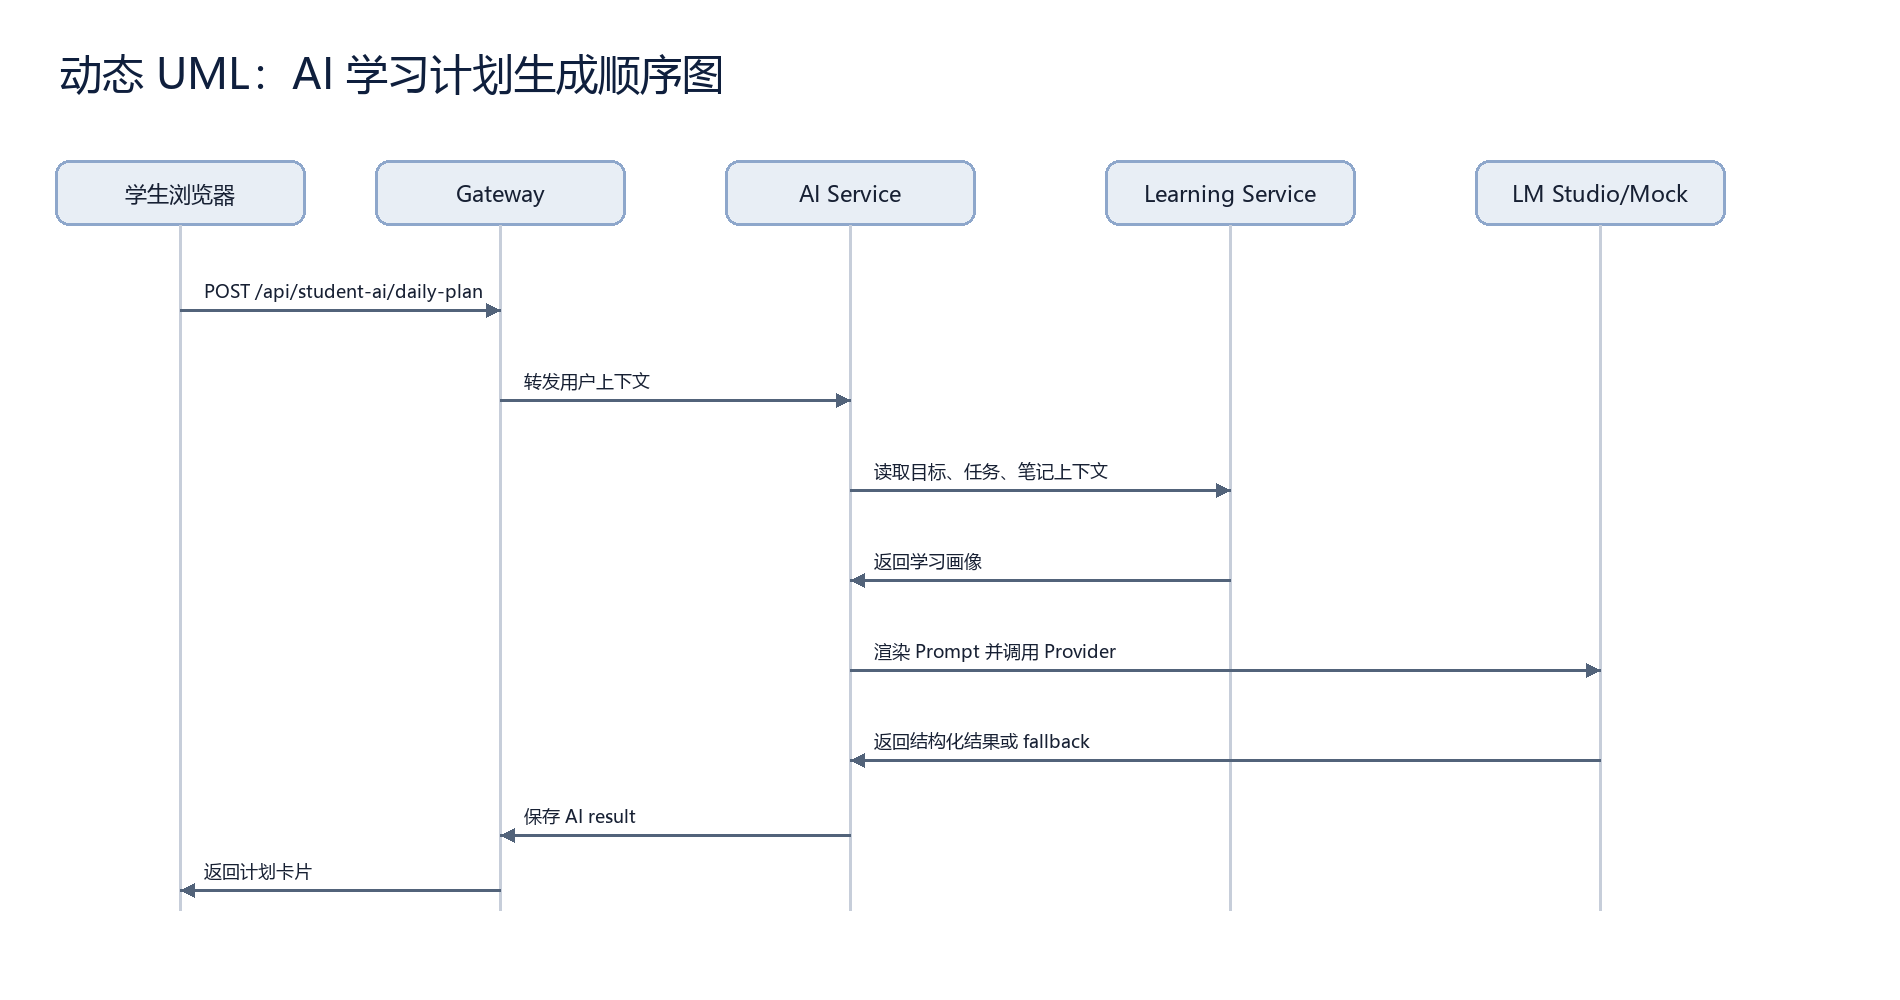 动态 UML：AI 学习计划生成顺序图
学生浏览器
Gateway
AI Service
Learning Service
LM Studio/Mock
POST /api/student-ai/daily-plan
转发用户上下文
读取目标、任务、笔记上下文
返回学习画像
渲染 Prompt 并调用 Provider
返回结构化结果或 fallback
保存 AI result
返回计划卡片